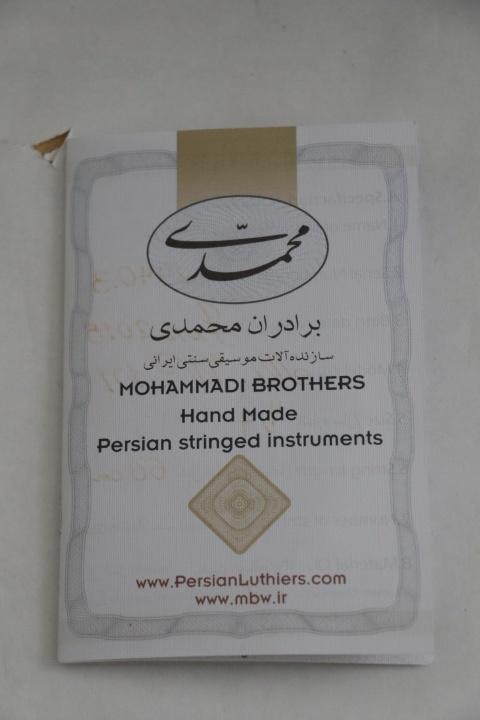 محمدی
برادران محمدی
سازنده آلات موسیقی سنتی ایرانی
MOHAMMADI BROTHERS
Hand Made
Persian stringed instruments
www.PersianLuthiers.com
www.mbw.ir